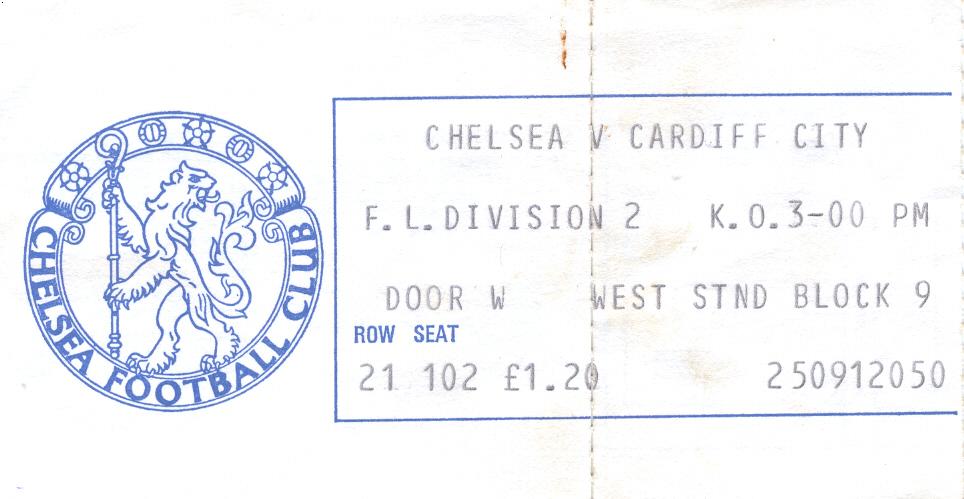 CHELSEA FOOTBALL CLUB
CHELSEA V CARDIFF CITY
F.L.DIVISION 2 K.O.3-00 PM
DOOR W WEST STND BLOCK 9
ROW SEAT
21 102 £1.20 250912050